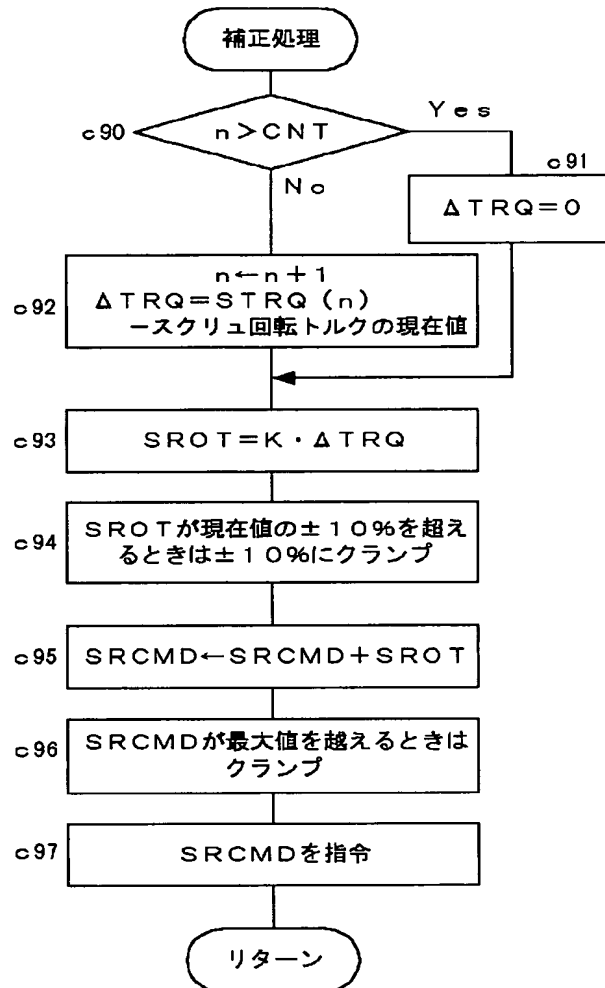 補正処理
c90
n>CNT
Yes
No
c91
ΔTRQ=0
c92
n←n+1
ΔTRQ=STRQ(n)
-スクリュ回転トルクの現在値
c93
SROT=K・ΔTRQ
c94
SROTが現在値の±10%を超え
るときは±10%にクランプ
c95
SRCMD←SRCMD+SROT
c96
SRCMDが最大値を越えるときは
クランプ
c97
SRCMDを指令
リターン